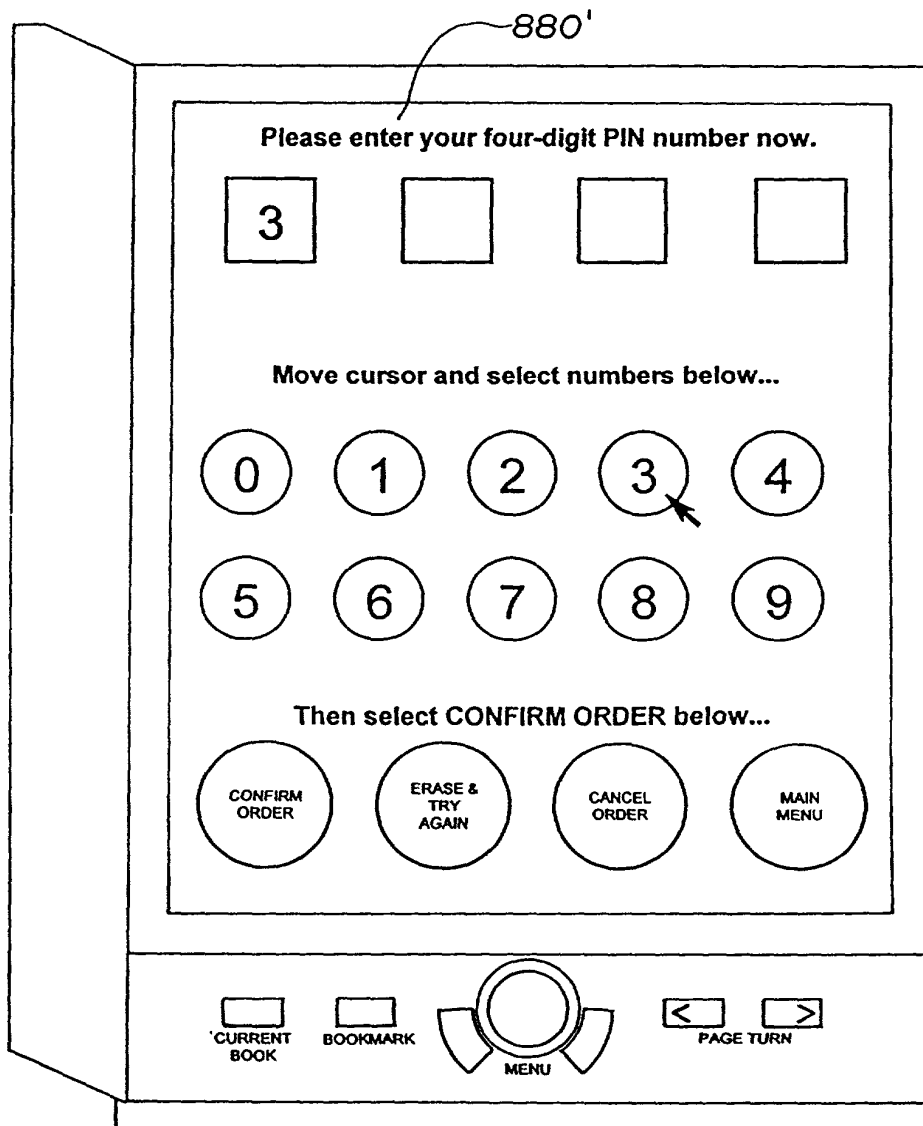 880'
Please enter your four-digit PIN number now.
3
Move cursor and select numbers below...
0 1 2 3 4
5 6 7 8 9
Then select CONFIRM ORDER below...
CONFIRM
ORDER
ERASE &
TRY
AGAIN
CANCEL
ORDER
MAIN
MENU
CURRENT
BOOK
BOOKMARK
MENU
< >
PAGE TURN